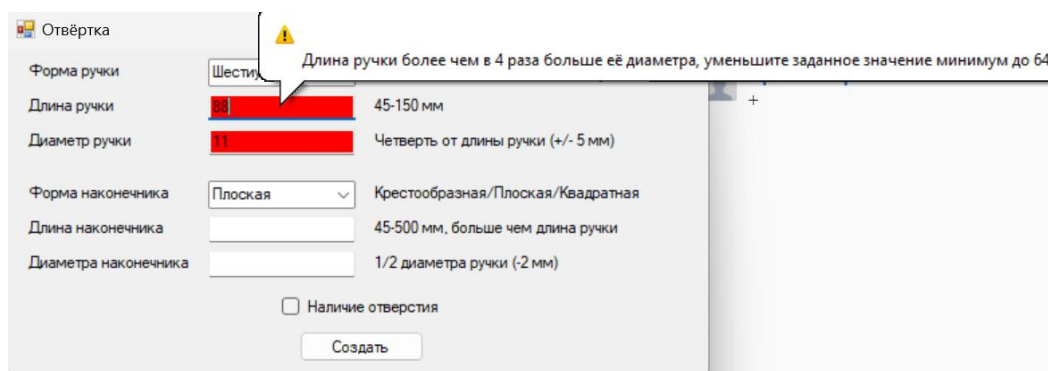 Отвёртка
Длина ручки более чем в 4 раза больше её диаметра, уменьшите заданное значение минимум до 64
Форма ручки
Длина ручки 88 45-150 мм
Диаметр ручки 11 Четверть от длины ручки (+/- 5 мм)
Форма наконечника Плоская Крестообразная/Плоская/Квадратная
Длина наконечника 45-500 мм, больше чем длина ручки
Диаметра наконечника 1/2 диаметра ручки (-2 мм)
Наличие отверстия
Создать